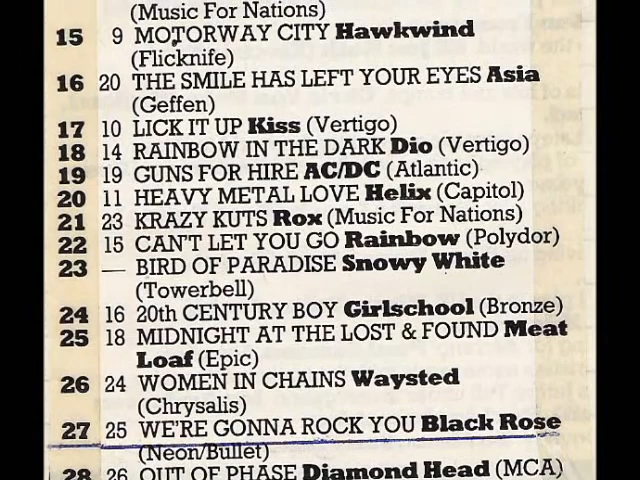 (Music For Nations)
15 9 MOTORWAY CITY Hawkwind
(Flicknife)
16 20 THE SMILE HAS LEFT YOUR EYES Asia
(Geffen)
17 10 LICK IT UP Kiss (Vertigo)
18 14 RAINBOW IN THE DARK Dio (Vertigo)
19 19 GUNS FOR HIRE AC/DC (Atlantic)
20 11 HEAVY METAL LOVE Helix (Capitol)
21 23 KRAZY KUTS Rox (Music For Nations)
22 15 CAN'T LET YOU GO Rainbow (Polydor)
23 — BIRD OF PARADISE Snowy White
(Towerbell)
24 16 20th CENTURY BOY Girlschool (Bronze)
25 18 MIDNIGHT AT THE LOST & FOUND Meat
Loaf (Epic)
26 24 WOMEN IN CHAINS Waysted
(Chrysalis)
27 25 WE'RE GONNA ROCK YOU Black Rose
(Neon/Bullet)
28 26 OUT OF PHASE Diamond Head (MCA)